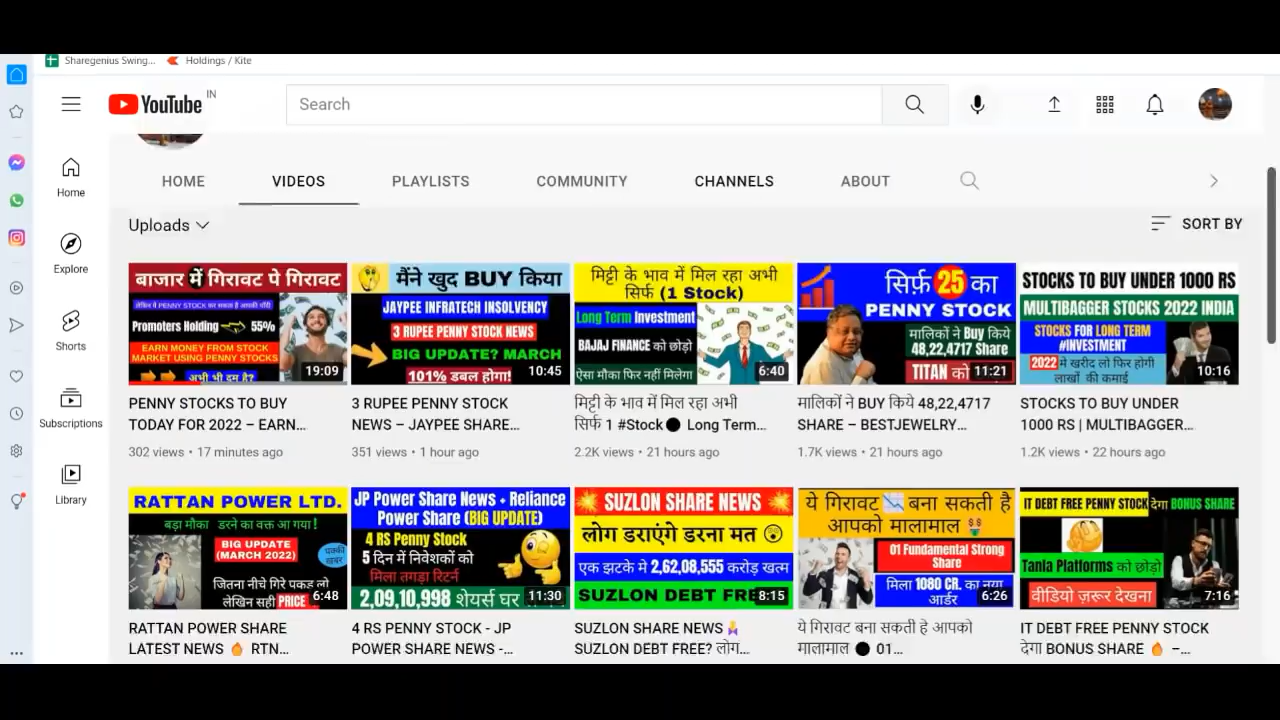 Sharegenius Swing... Holdings / Kite
YouTube IN
Search
Home
Explore
Shorts
Subscriptions
Library
HOME VIDEOS PLAYLISTS COMMUNITY CHANNELS ABOUT
Uploads
SORT BY
बाजार में गिरावट पे गिरावट
लेकिन ये PENNY STOCK कर सकता है आपकी चाँदी
Promoters Holding 55%
EARN MONEY FROM STOCK
MARKET USING PENNY STOCKS
अभी भी दम है?
19:09
PENNY STOCKS TO BUY
TODAY FOR 2022 – EARN...
302 views • 17 minutes ago
मैंने खुद BUY किया
JAYPEE INFRATECH INSOLVENCY
3 RUPEE PENNY STOCK NEWS
BIG UPDATE? MARCH
101% डबल होगा!
10:45
3 RUPEE PENNY STOCK
NEWS – JAYPEE SHARE...
351 views • 1 hour ago
मिट्टी के भाव में मिल रहा अभी
सिर्फ (1 Stock)
Long Term Investment
BAJAJ FINANCE को छोड़ो
ऐसा मौका फिर नहीं मिलेगा
6:40
मिट्टी के भाव में मिल रहा अभी
सिर्फ 1 #Stock⚫ Long Term...
2.2K views • 21 hours ago
सिर्फ़ 25 का
PENNY STOCK
मालिकों ने Buy किये
48,22,4717 Share
TITAN को
11:21
मालिकों ने BUY किये 48,22,4717
SHARE – BESTJEWELRY...
1.7K views • 21 hours ago
STOCKS TO BUY UNDER 1000 RS
MULTIBAGGER STOCKS 2022 INDIA
STOCKS FOR LONG TERM
#INVESTMENT
2022 मे खरीद लो फिर होगी
लाखों की कमाई
10:16
STOCKS TO BUY UNDER
1000 RS | MULTIBAGGER...
1.2K views • 22 hours ago
RATTAN POWER LTD.
बड़ा मौका डरने का वक्त आ गया !
BIG UPDATE
(MARCH 2022)
पक्की
खबर
जितना नीचे गिरे पकड़ लो
लेकिन सही PRICE
6:48
RATTAN POWER SHARE
LATEST NEWS 🔥 RTN...
JP Power Share News + Reliance
Power Share (BIG UPDATE)
4 RS Penny Stock
5 दिन में निवेशकों को
मिला तगड़ा रिटर्न
2,09,10,998 शेयर्स घर
11:30
4 RS PENNY STOCK - JP
POWER SHARE NEWS -...
SUZLON SHARE NEWS
लोग डराएंगे डरना मत
एक झटके मे 2,62,08,555 करोड़ खत्म
SUZLON DEBT FRE
8:15
SUZLON SHARE NEWS
SUZLON DEBT FREE? लोग...
ये गिरावट बना सकती है
आपको मालामाल
01 Fundamental Strong
Share
मिला 1080 CR. का नया
आर्डर
6:26
ये गिरावट बना सकती है आपको
मालामाल ⚫ 01...
IT DEBT FREE PENNY STOCK देगा BONUS SHARE
Tanla Platforms को छोड़ो
वीडियो ज़रूर देखना
7:16
IT DEBT FREE PENNY STOCK
देगा BONUS SHARE 🔥 –...